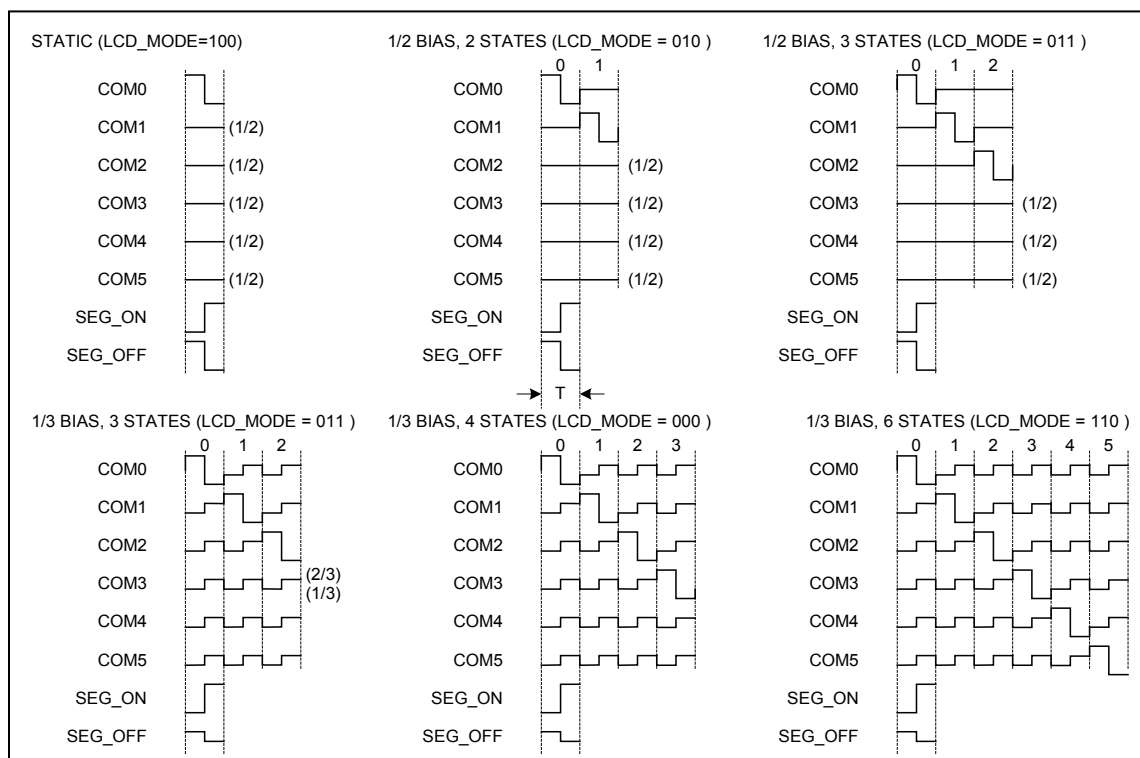 STATIC (LCD_MODE=100)
COM0
COM1 (1/2)
COM2 (1/2)
COM3 (1/2)
COM4 (1/2)
COM5 (1/2)
SEG_ON
SEG_OFF
1/2 BIAS, 2 STATES (LCD_MODE = 010 )
0 1
COM0
COM1
COM2 (1/2)
COM3 (1/2)
COM4 (1/2)
COM5 (1/2)
SEG_ON
SEG_OFF
T
1/2 BIAS, 3 STATES (LCD_MODE = 011 )
0 1 2
COM0
COM1
COM2
COM3 (1/2)
COM4 (1/2)
COM5 (1/2)
SEG_ON
SEG_OFF
1/3 BIAS, 3 STATES (LCD_MODE = 011 )
0 1 2
COM0
COM1
COM2
(2/3)
COM3
(1/3)
COM4
COM5
SEG_ON
SEG_OFF
1/3 BIAS, 4 STATES (LCD_MODE = 000 )
0 1 2 3
COM0
COM1
COM2
COM3
COM4
COM5
SEG_ON
SEG_OFF
1/3 BIAS, 6 STATES (LCD_MODE = 110 )
0 1 2 3 4 5
COM0
COM1
COM2
COM3
COM4
COM5
SEG_ON
SEG_OFF